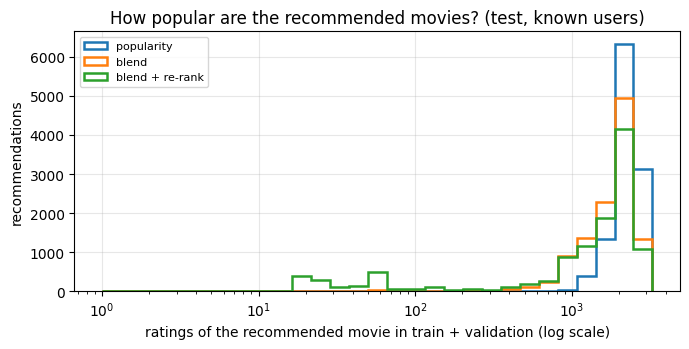 How popular are the recommended movies? (test, known users)
popularity
blend
blend + re-rank
recommendations
6000
5000
4000
3000
2000
1000
0
10⁰ 10¹ 10² 10³
ratings of the recommended movie in train + validation (log scale)